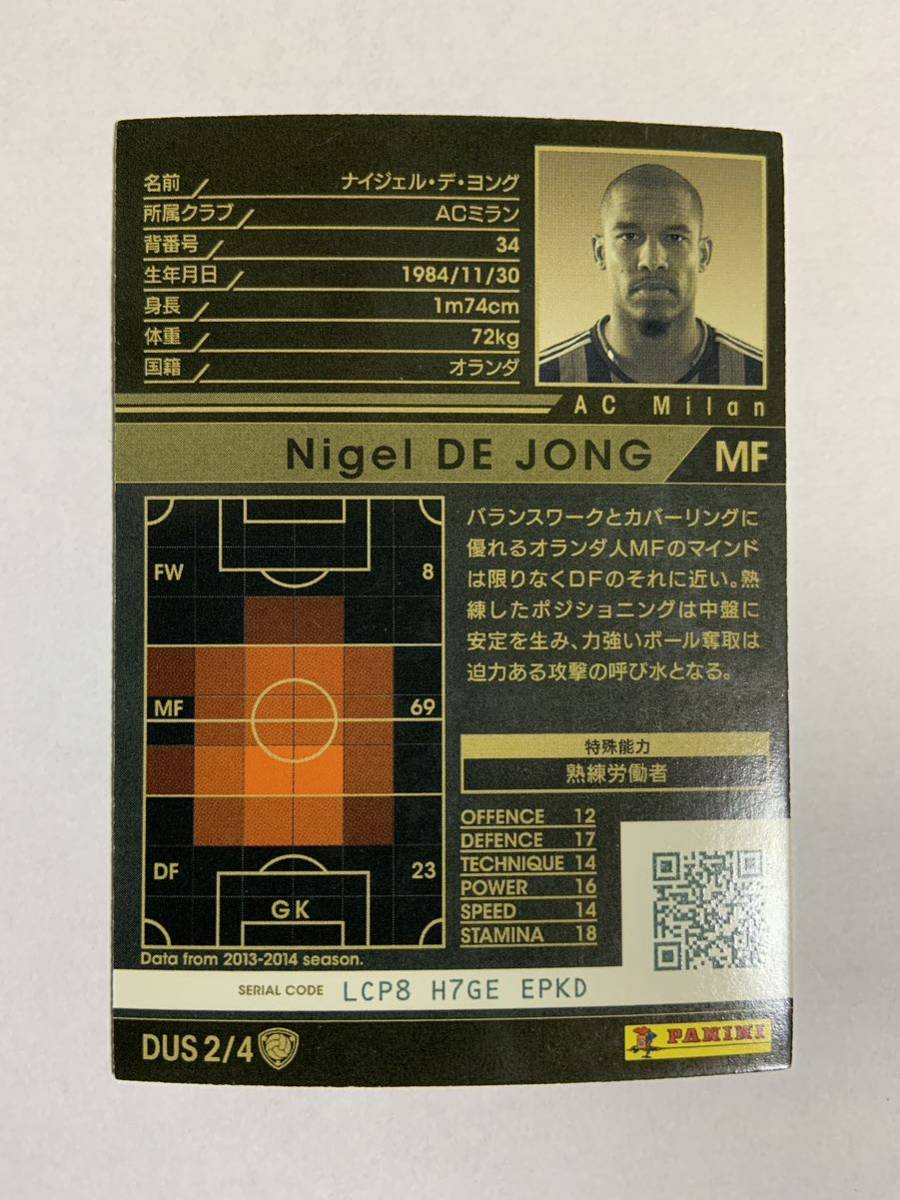 名前 ナイジェル・デ・ヨング
所属クラブ ACミラン
背番号 34
生年月日 1984/11/30
身長 1m74cm
体重 72kg
国籍 オランダ
AC Milan
Nigel DE JONG MF
FW 8
MF 69
DF 23
GK
Data from 2013-2014 season.
バランスワークとカバーリングに
優れるオランダ人MFのマインド
は限りなくDFのそれに近い。熟
練したポジショニングは中盤に
安定を生み、力強いボール奪取は
迫力ある攻撃の呼び水となる。
特殊能力
熟練労働者
OFFENCE 12
DEFENCE 17
TECHNIQUE 14
POWER 16
SPEED 14
STAMINA 18
SERIAL CODE LCP8 H7GE EPKD
DUS 2/4
PANINI